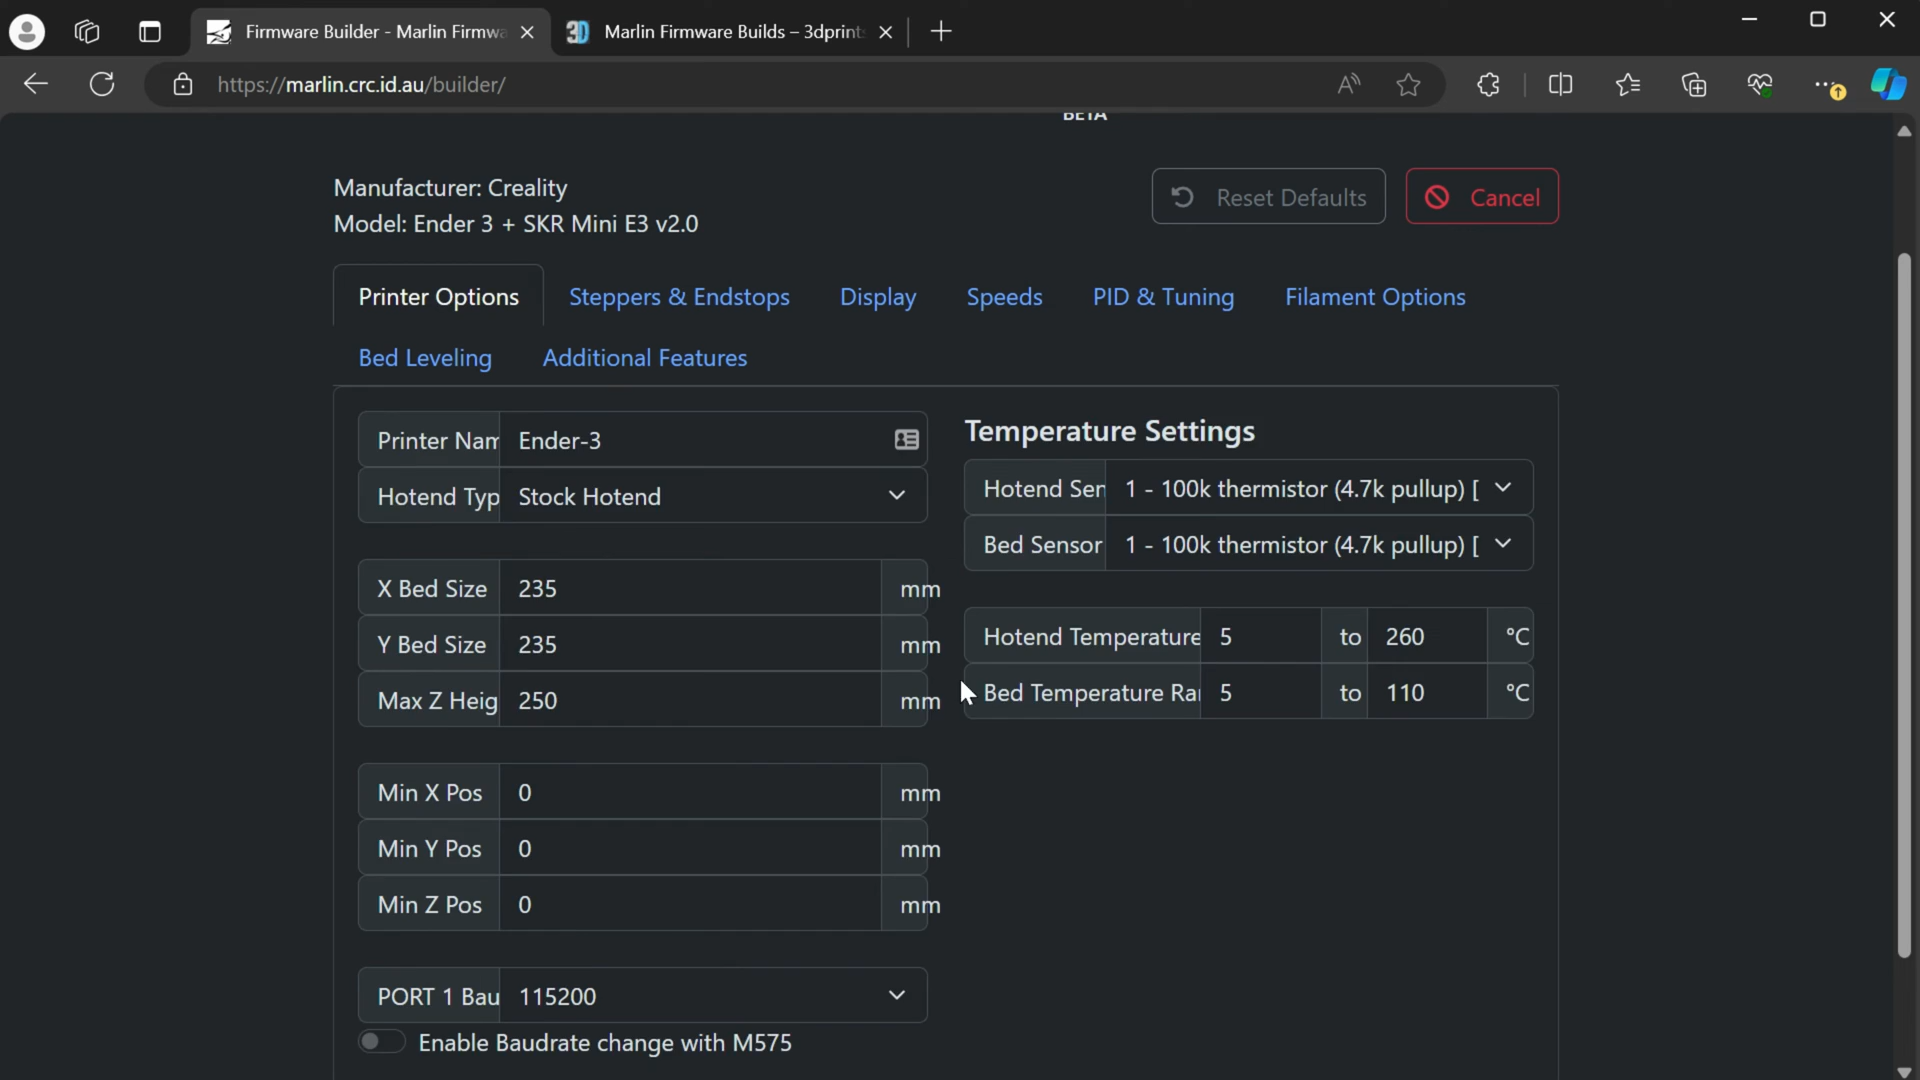 Firmware Builder - Marlin Firmwa
Marlin Firmware Builds – 3dprint
https://marlin.crc.id.au/builder/
BETA
Manufacturer: Creality
Model: Ender 3 + SKR Mini E3 v2.0
Reset Defaults
Cancel
Printer Options
Steppers & Endstops
Display
Speeds
PID & Tuning
Filament Options
Bed Leveling
Additional Features
Printer Nam
Ender-3
Hotend Typ
Stock Hotend
X Bed Size
235
mm
Y Bed Size
235
mm
Max Z Heig
250
mm
Min X Pos
0
mm
Min Y Pos
0
mm
Min Z Pos
0
mm
PORT 1 Bau
115200
Enable Baudrate change with M575
Temperature Settings
Hotend Sen
1 - 100k thermistor (4.7k pullup) [
Bed Sensor
1 - 100k thermistor (4.7k pullup) [
Hotend Temperature
5
to
260
°C
Bed Temperature Ra
5
to
110
°C